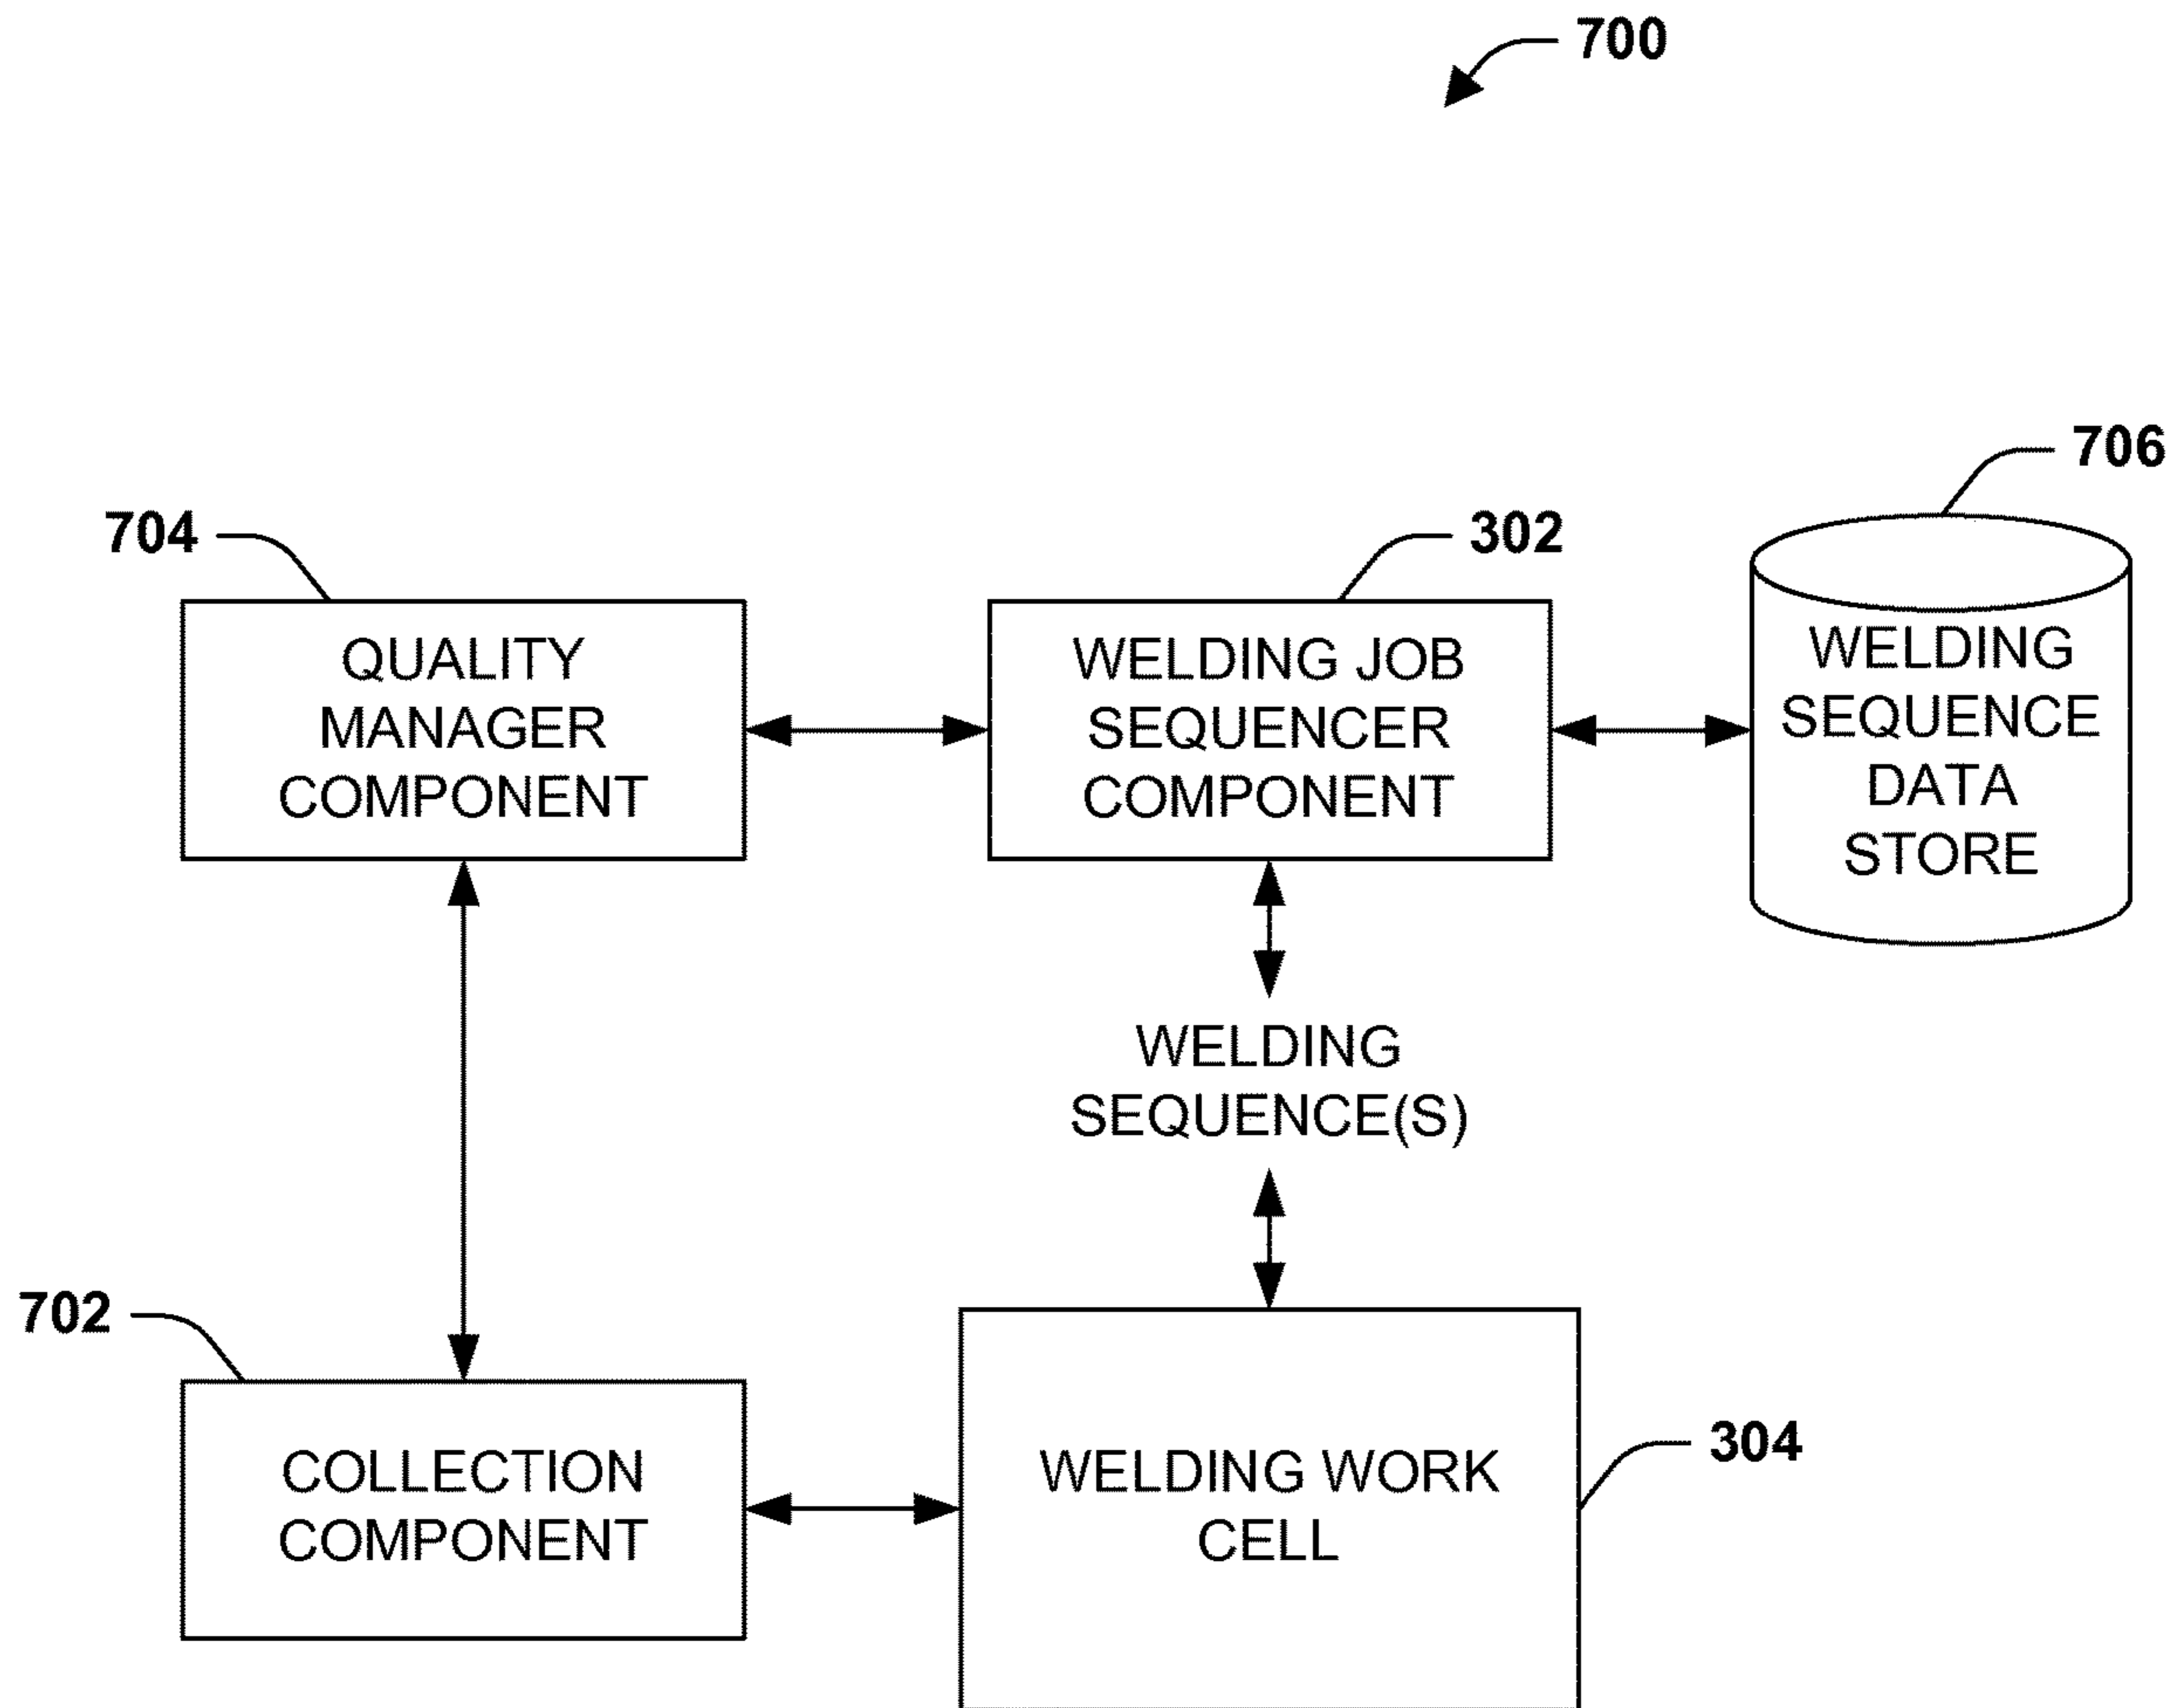 700
706
704
302
QUALITY
MANAGER
COMPONENT
WELDING JOB
SEQUENCER
COMPONENT
WELDING
SEQUENCE
DATA
STORE
WELDING
SEQUENCE(S)
702
304
COLLECTION
COMPONENT
WELDING WORK
CELL